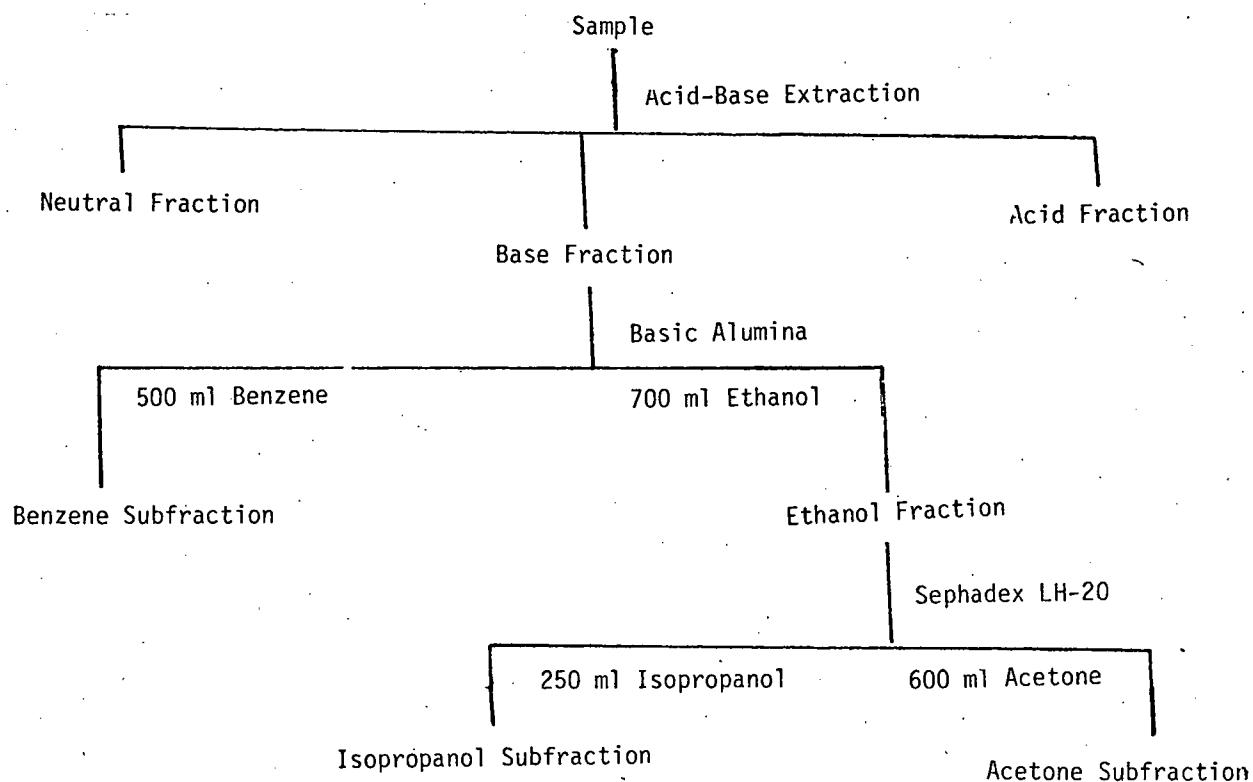 Sample
Acid-Base Extraction
Neutral Fraction
Acid Fraction
Base Fraction
Basic Alumina
500 ml Benzene
700 ml Ethanol
Benzene Subfraction
Ethanol Fraction
Sephadex LH-20
250 ml Isopropanol
600 ml Acetone
Isopropanol Subfraction
Acetone Subfraction